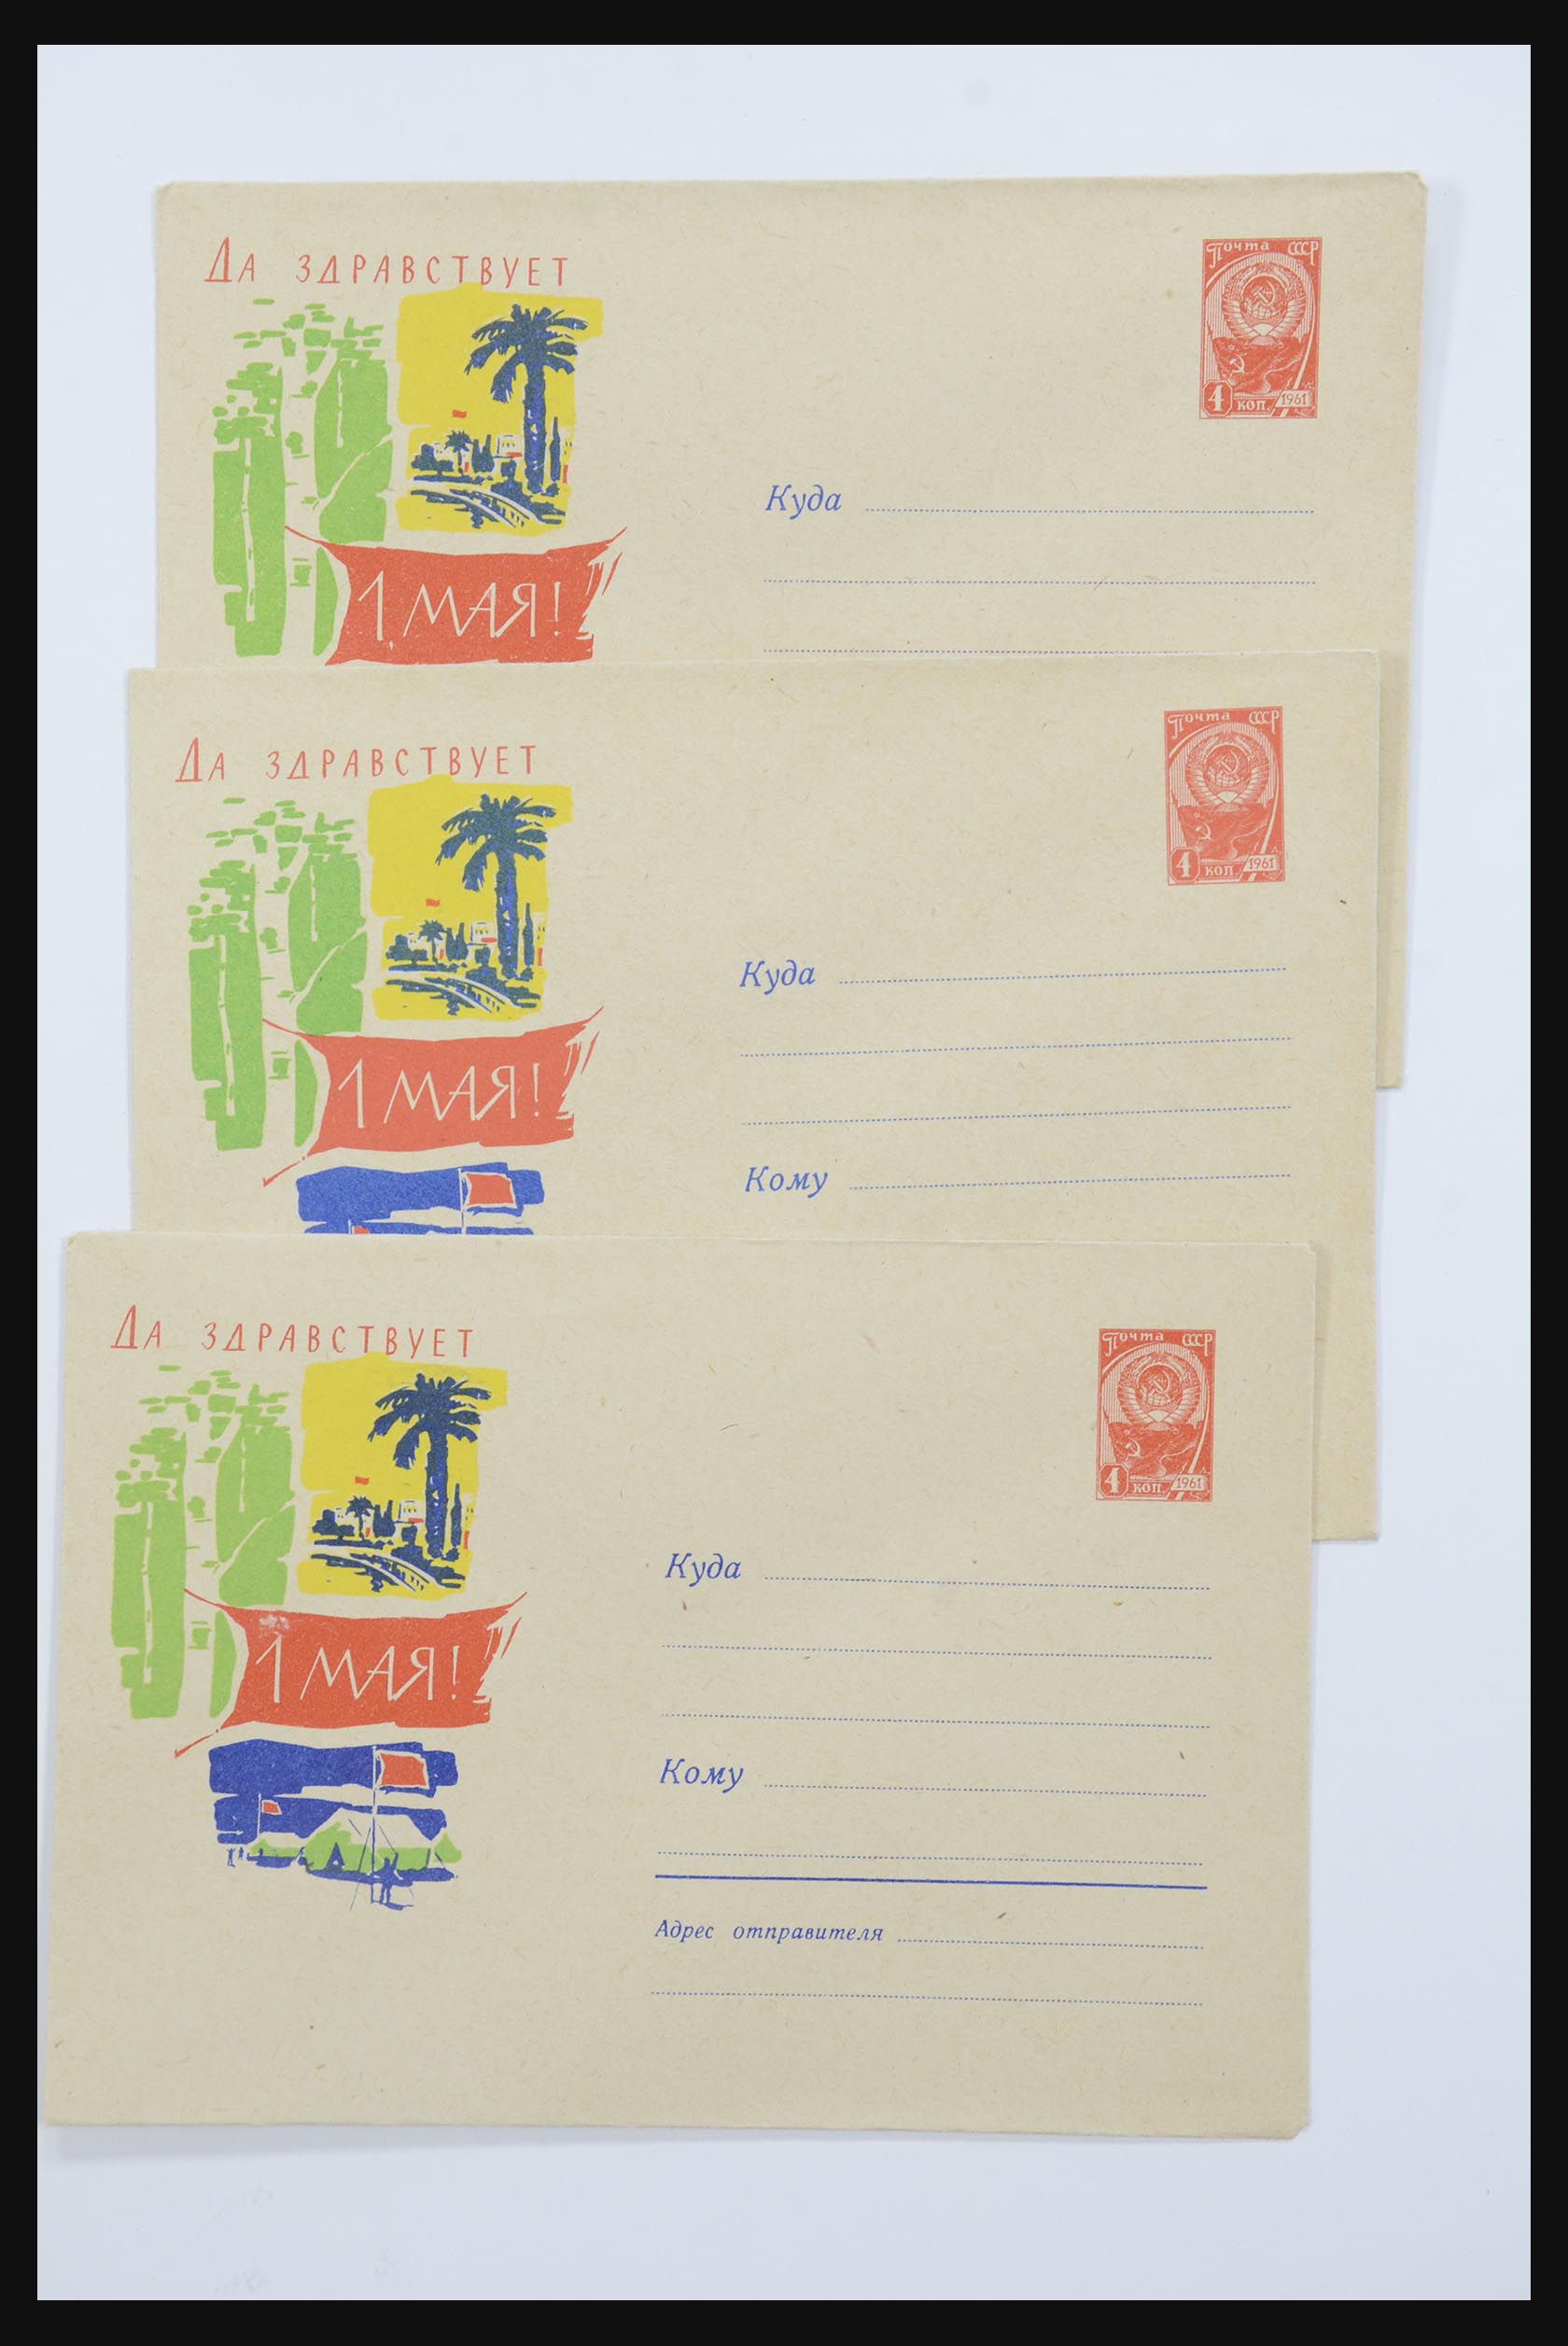 Да здравствует
Почта СССР
4 коп. 1961
Куда
1 МАЯ!
Да здравствует
Почта СССР
4 коп. 1961
Куда
1 МАЯ!
Кому
Да здравствует
Почта СССР
4 коп. 1961
Куда
1 МАЯ!
Кому
Адрес отправителя